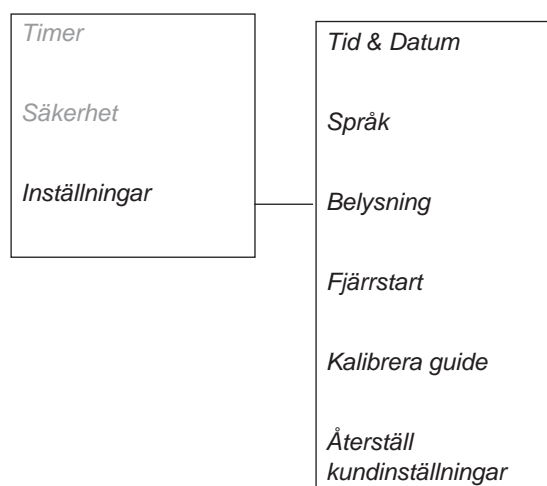 Timer
Säkerhet
Inställningar
Tid & Datum
Språk
Belysning
Fjärrstart
Kalibrera guide
Återställ
kundinställningar